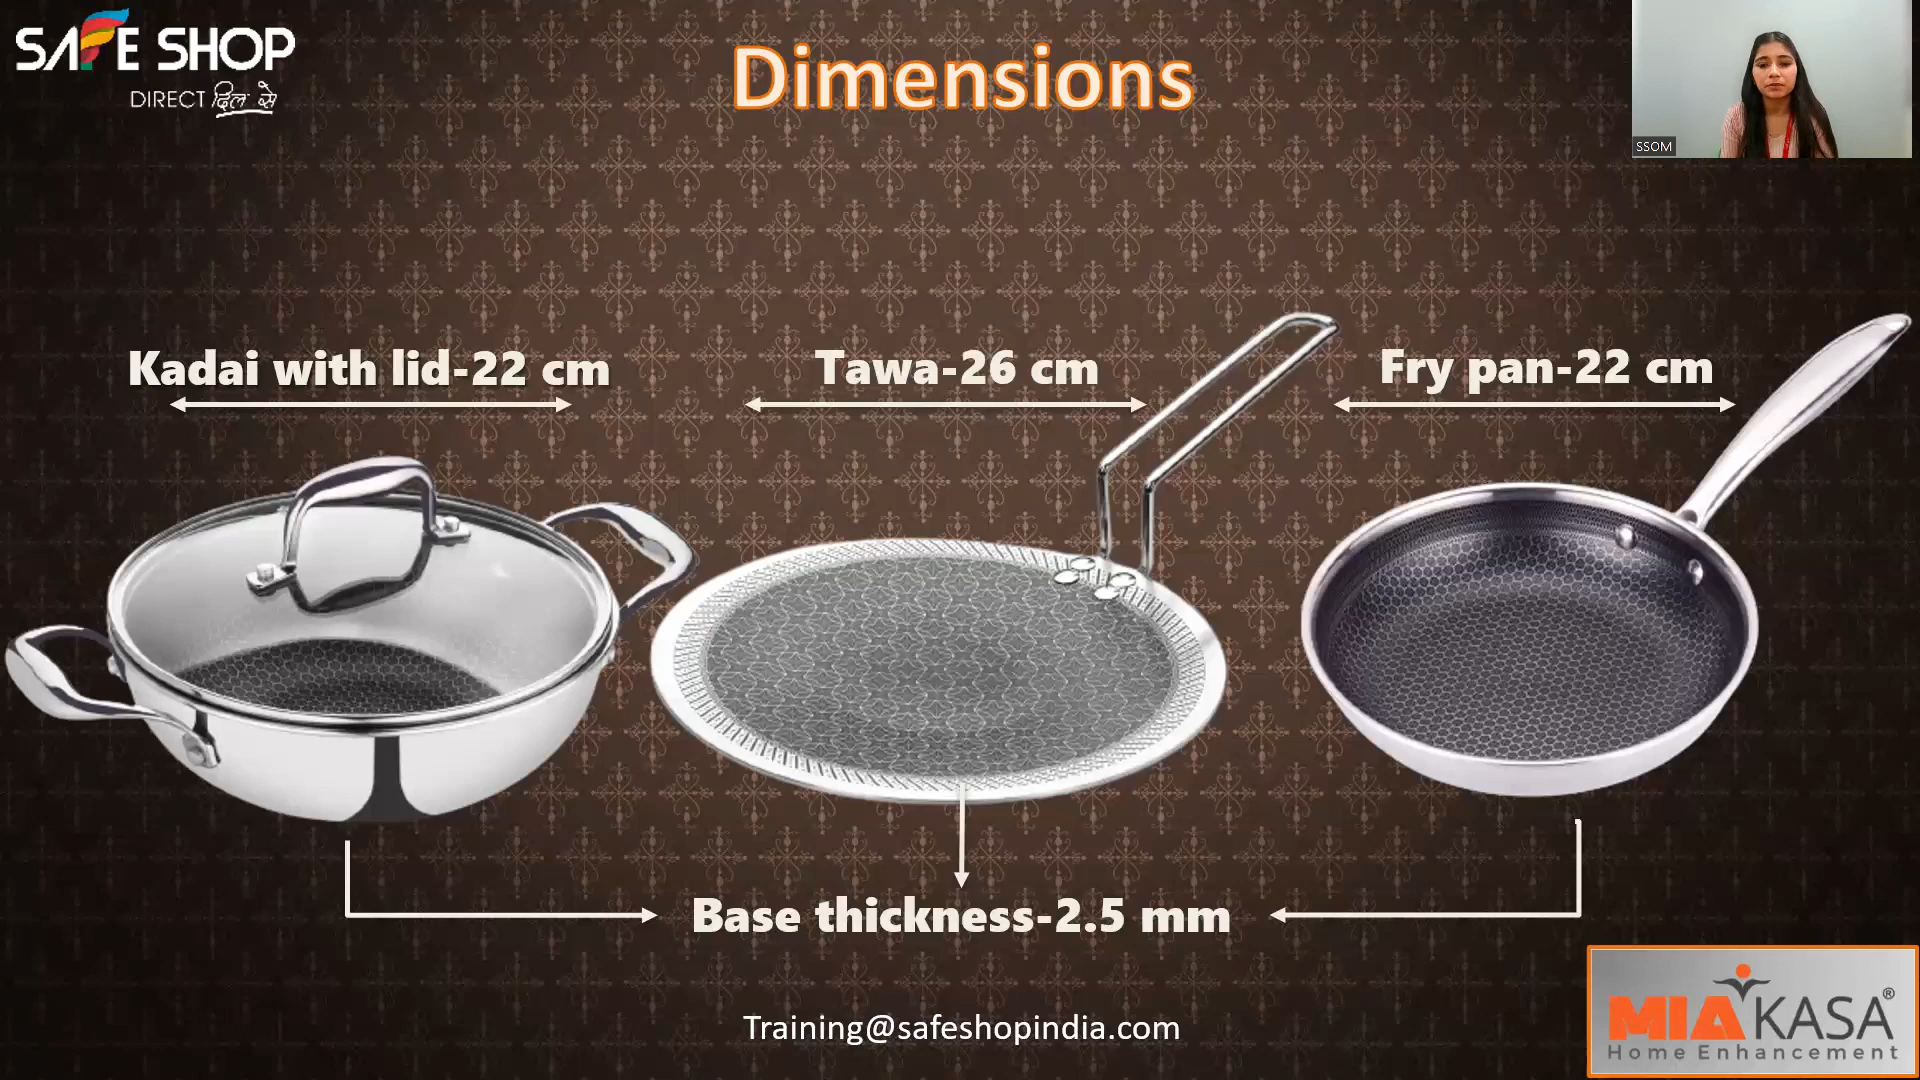 SAFE SHOP
DIRECT दिल से
Dimensions
SSOM
Kadai with lid-22 cm
Tawa-26 cm
Fry pan-22 cm
Base thickness-2.5 mm
Training@safeshopindia.com
MIAKASA®
Home Enhancement